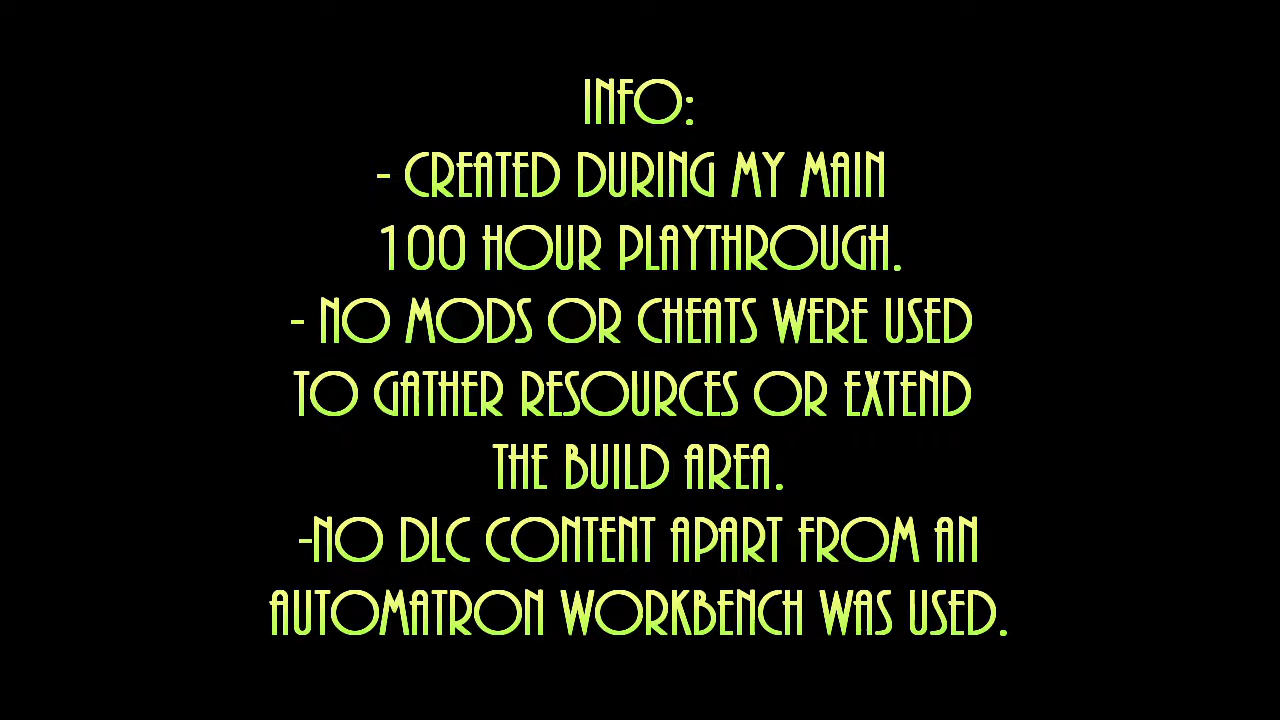 INFO:
- CREATED DURING MY MAIN
100 HOUR PLAYTHROUGH.
- NO MODS OR CHEATS WERE USED
TO GATHER RESOURCES OR EXTEND
THE BUILD AREA.
-NO DLC CONTENT APART FROM AN
AUTOMATRON WORKBENCH WAS USED.